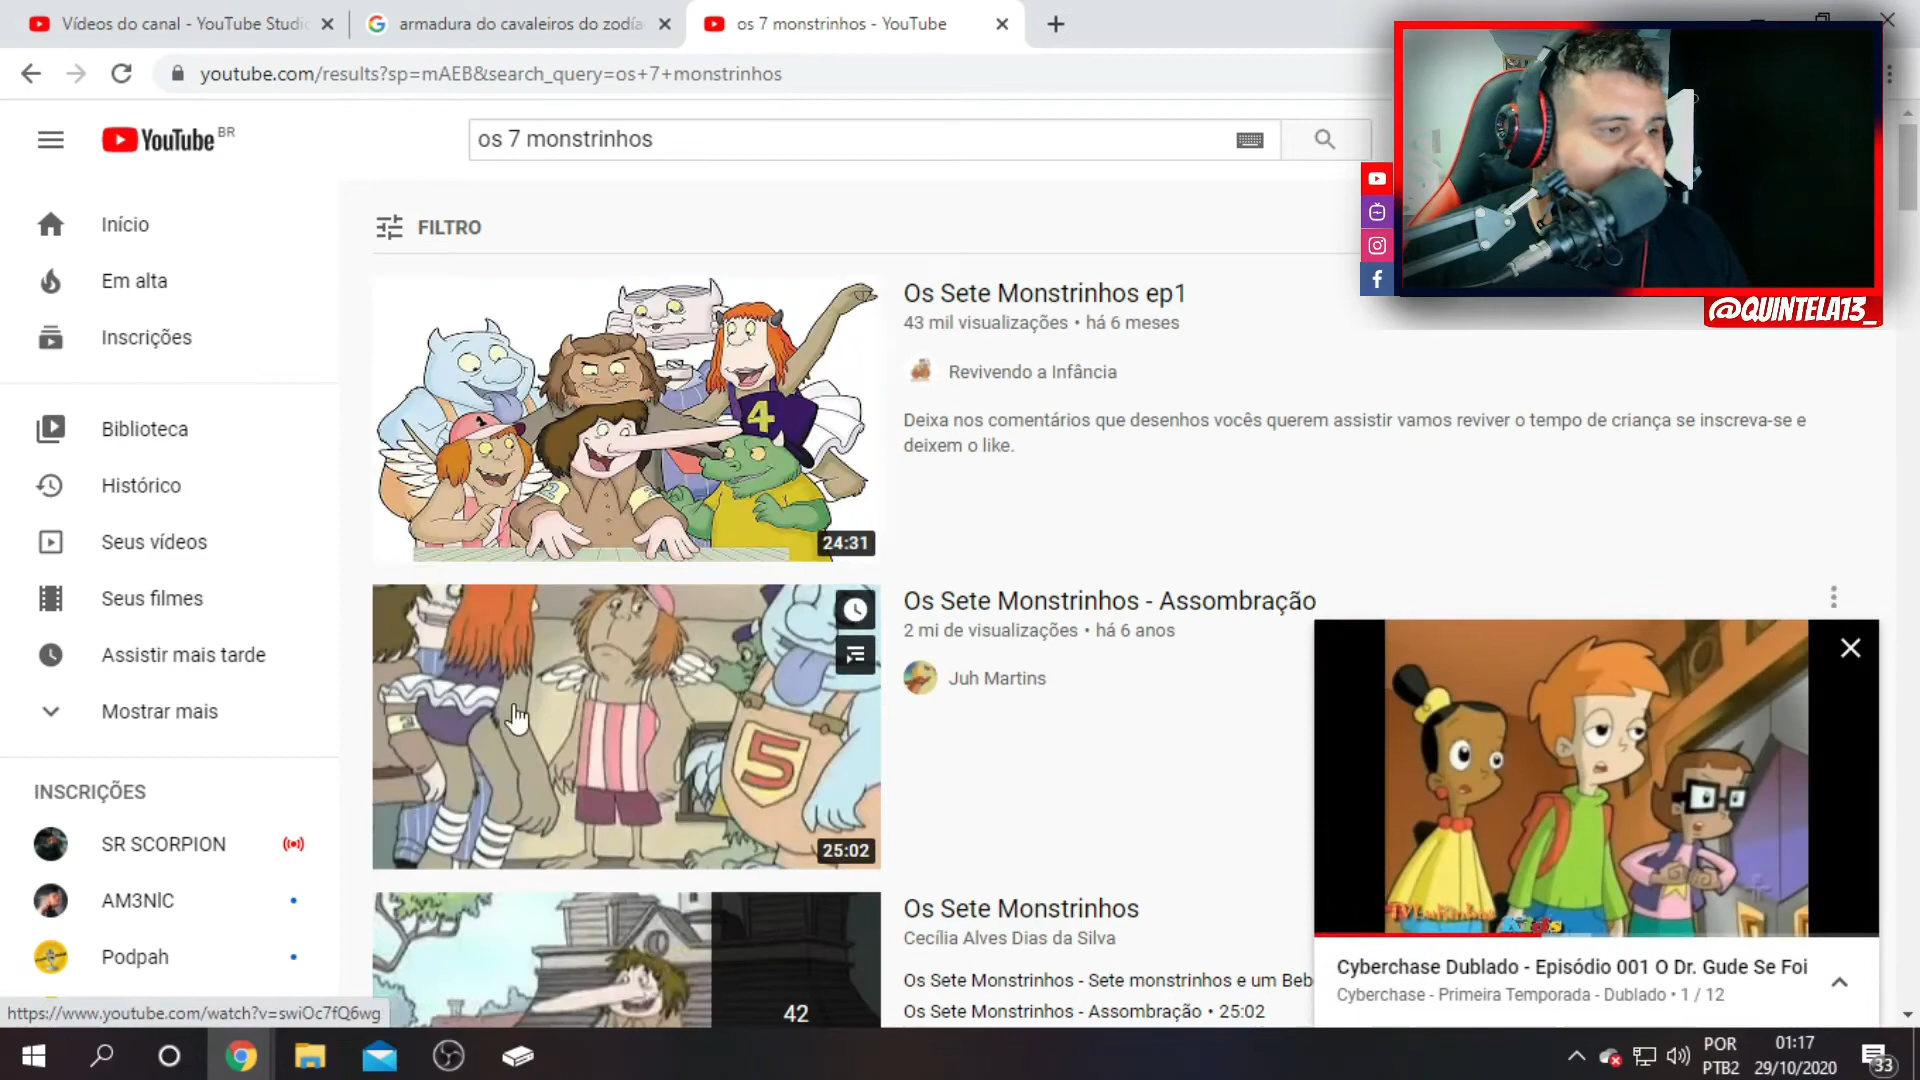 Vídeos do canal - YouTube Studio
armadura do cavaleiros do zodía
os 7 monstrinhos - YouTube
youtube.com/results?sp=mAEB&search_query=os+7+monstrinhos
YouTube BR
os 7 monstrinhos
@QUINTELA13_
Início
Em alta
Inscrições
Biblioteca
Histórico
Seus vídeos
Seus filmes
Assistir mais tarde
Mostrar mais
INSCRIÇÕES
SR SCORPION
AM3NlC
Podpah
FILTRO
1
2
2
4
24:31
Os Sete Monstrinhos ep1
43 mil visualizações • há 6 meses
Revivendo a Infância
Deixa nos comentários que desenhos vocês querem assistir vamos reviver o tempo de criança se inscreva-se e
deixem o like.
5
25:02
Os Sete Monstrinhos - Assombração
2 mi de visualizações • há 6 anos
Juh Martins
42
Os Sete Monstrinhos
Cecília Alves Dias da Silva
Os Sete Monstrinhos - Sete monstrinhos e um Beb
Os Sete Monstrinhos - Assombração • 25:02
Kids
Cyberchase Dublado - Episódio 001 O Dr. Gude Se Foi
Cyberchase - Primeira Temporada - Dublado • 1 / 12
https://www.youtube.com/watch?v=swiOc7fQ6wg
POR
PTB2
01:17
29/10/2020
33